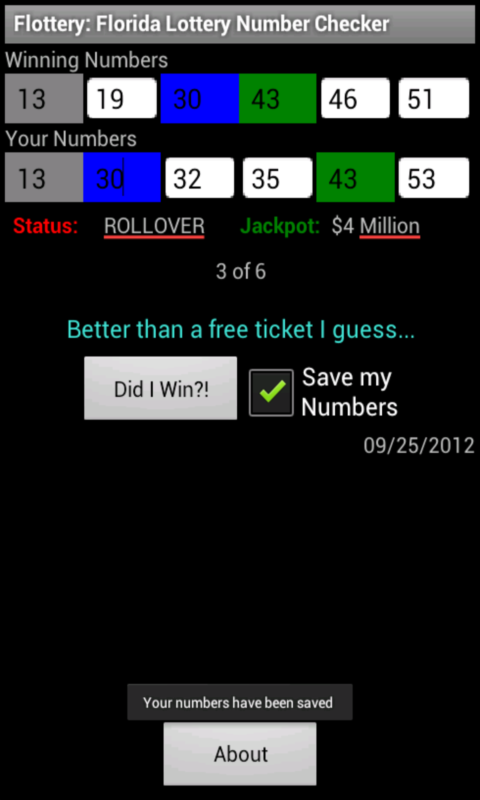 Flottery: Florida Lottery Number Checker
Winning Numbers
13 19 30 43 46 51
Your Numbers
13 30 32 35 43 53
Status: ROLLOVER Jackpot: $4 Million
3 of 6
Better than a free ticket I guess...
Did I Win?! Save my
Numbers
09/25/2012
Your numbers have been saved
About